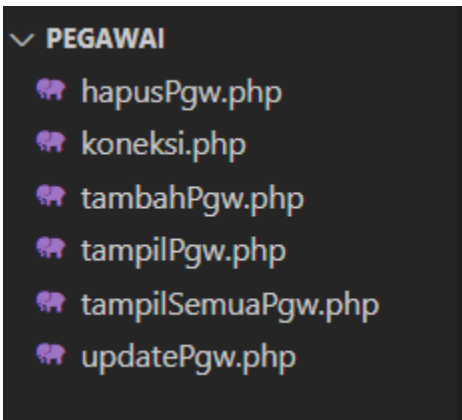 PEGAWAI
hapusPgw.php
koneksi.php
tambahPgw.php
tampilPgw.php
tampilSemuaPgw.php
updatePgw.php